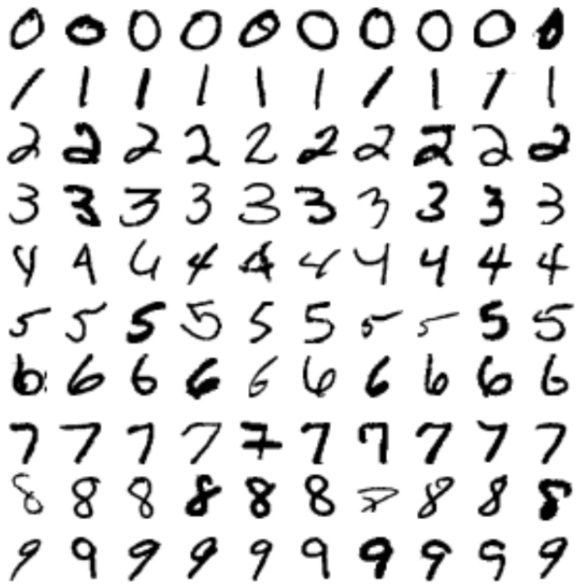 0 0 0 0 0 0 0 0 0 0
1 1 1 1 1 1 1 1 1 1
2 2 2 2 2 2 2 2 2 2
3 3 3 3 3 3 3 3 3 3
4 4 4 4 4 4 4 4 4 4
5 5 5 5 5 5 5 5 5 5
6 6 6 6 6 6 6 6 6 6
7 7 7 7 7 7 7 7 7 7
8 8 8 8 8 8 8 8 8 8
9 9 9 9 9 9 9 9 9 9